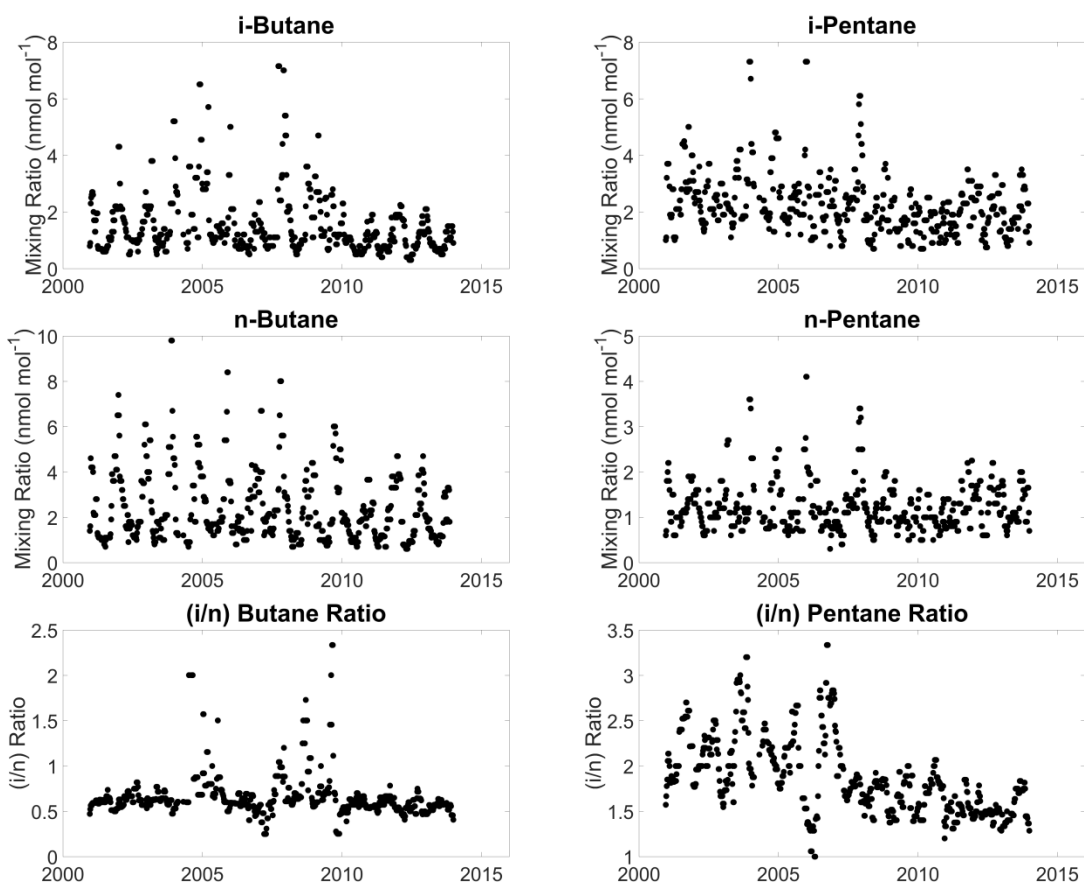 i-Butane
Mixing Ratio (nmol mol⁻¹)
8
6
4
2
0
2000 2005 2010 2015
i-Pentane
Mixing Ratio (nmol mol⁻¹)
8
6
4
2
0
2000 2005 2010 2015
n-Butane
Mixing Ratio (nmol mol⁻¹)
10
8
6
4
2
0
2000 2005 2010 2015
n-Pentane
Mixing Ratio (nmol mol⁻¹)
5
4
3
2
1
0
2000 2005 2010 2015
(i/n) Butane Ratio
(i/n) Ratio
2.5
2
1.5
1
0.5
0
2000 2005 2010 2015
(i/n) Pentane Ratio
(i/n) Ratio
3.5
3
2.5
2
1.5
1
2000 2005 2010 2015